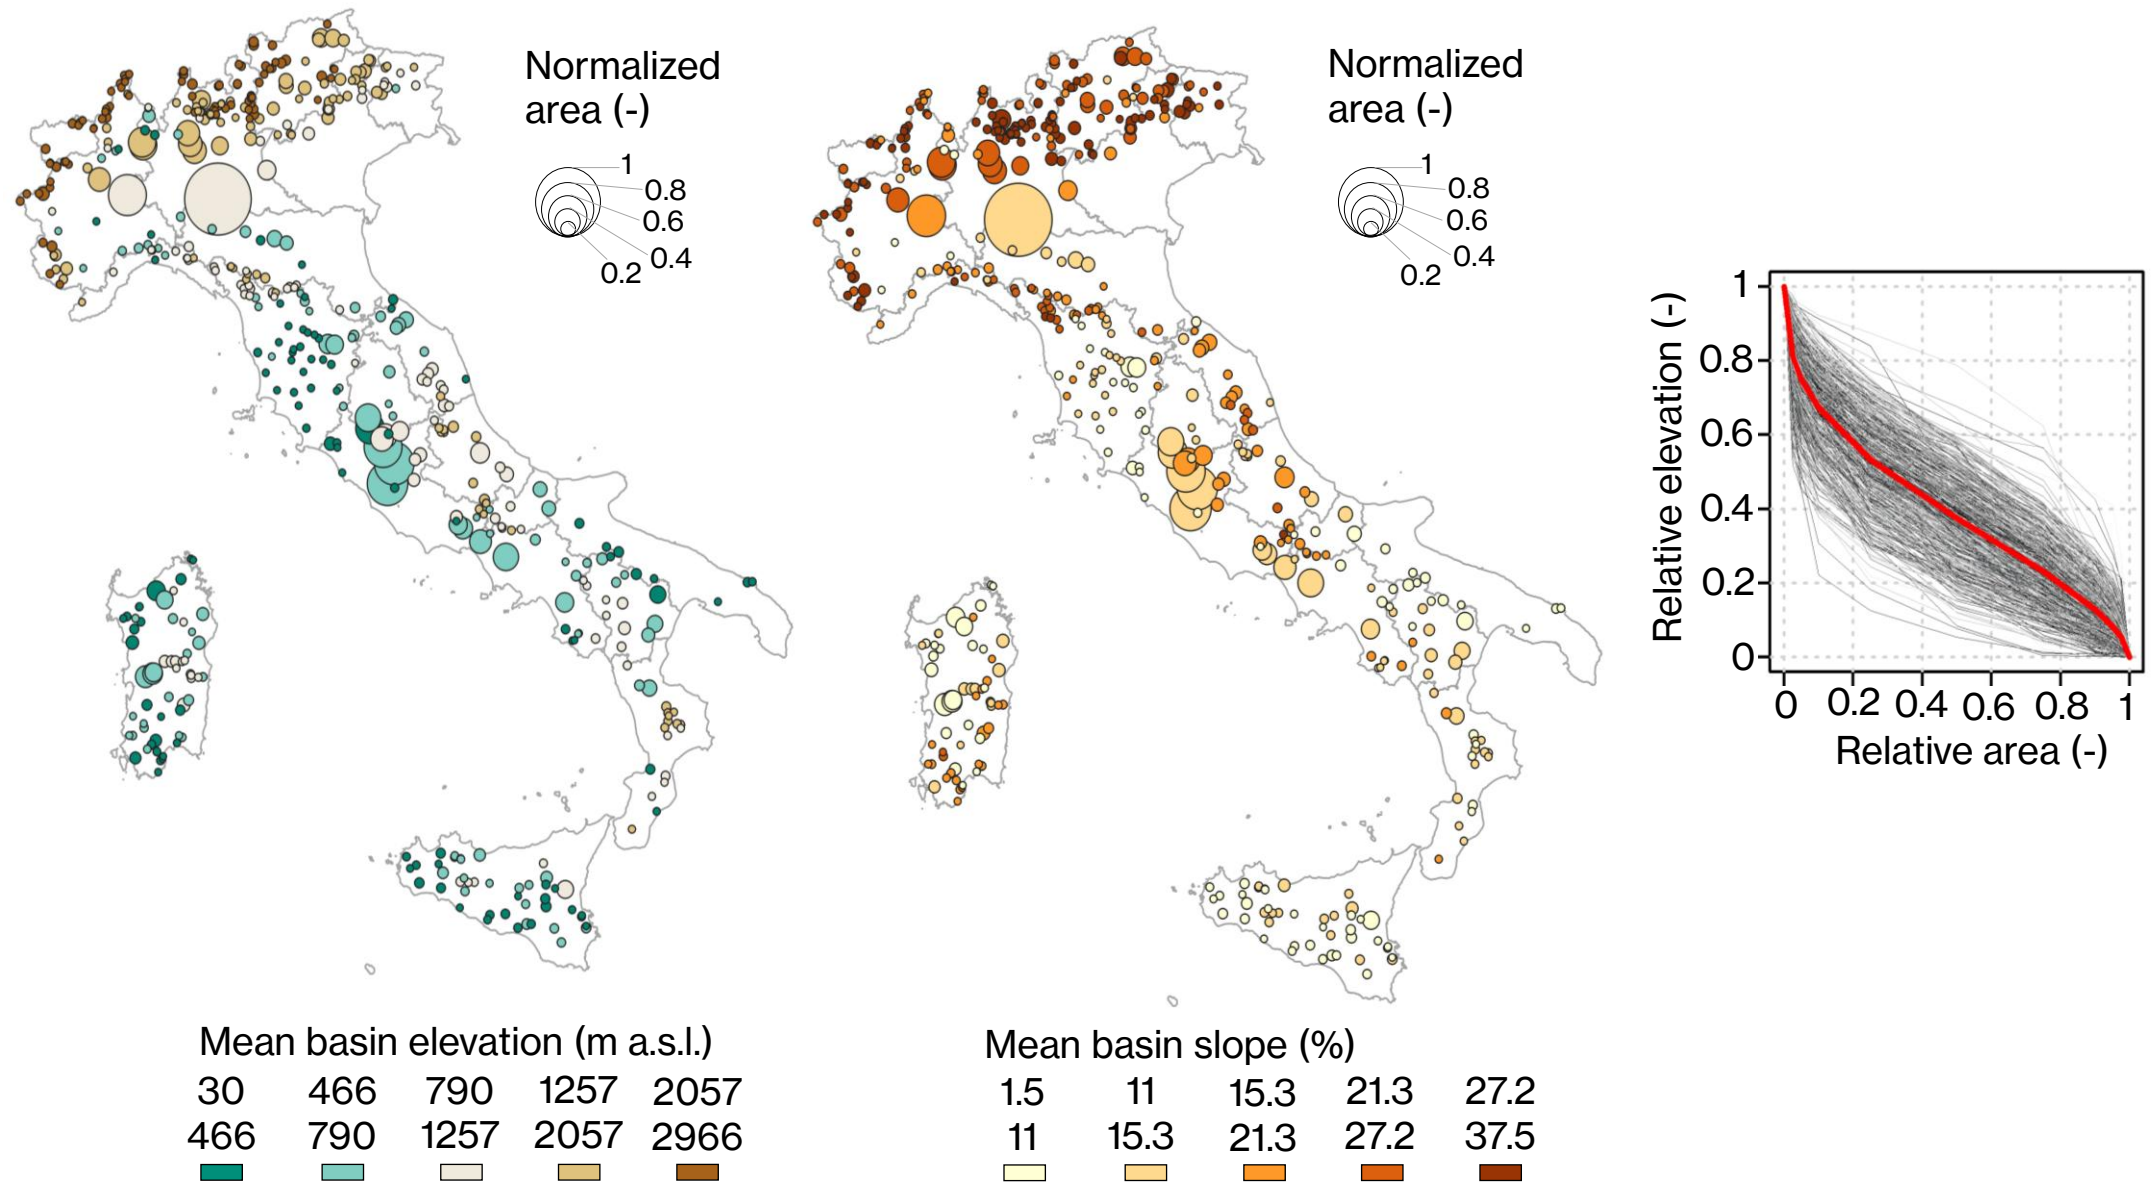 Normalized
area (-)
1
0.8
0.6
0.4
0.2
Normalized
area (-)
1
0.8
0.6
0.4
0.2
Relative elevation (-)
1
0.8
0.6
0.4
0.2
0
0 0.2 0.4 0.6 0.8 1
Relative area (-)
Mean basin elevation (m a.s.l.)
30 466 790 1257 2057
466 790 1257 2057 2966
Mean basin slope (%)
1.5 11 15.3 21.3 27.2
11 15.3 21.3 27.2 37.5